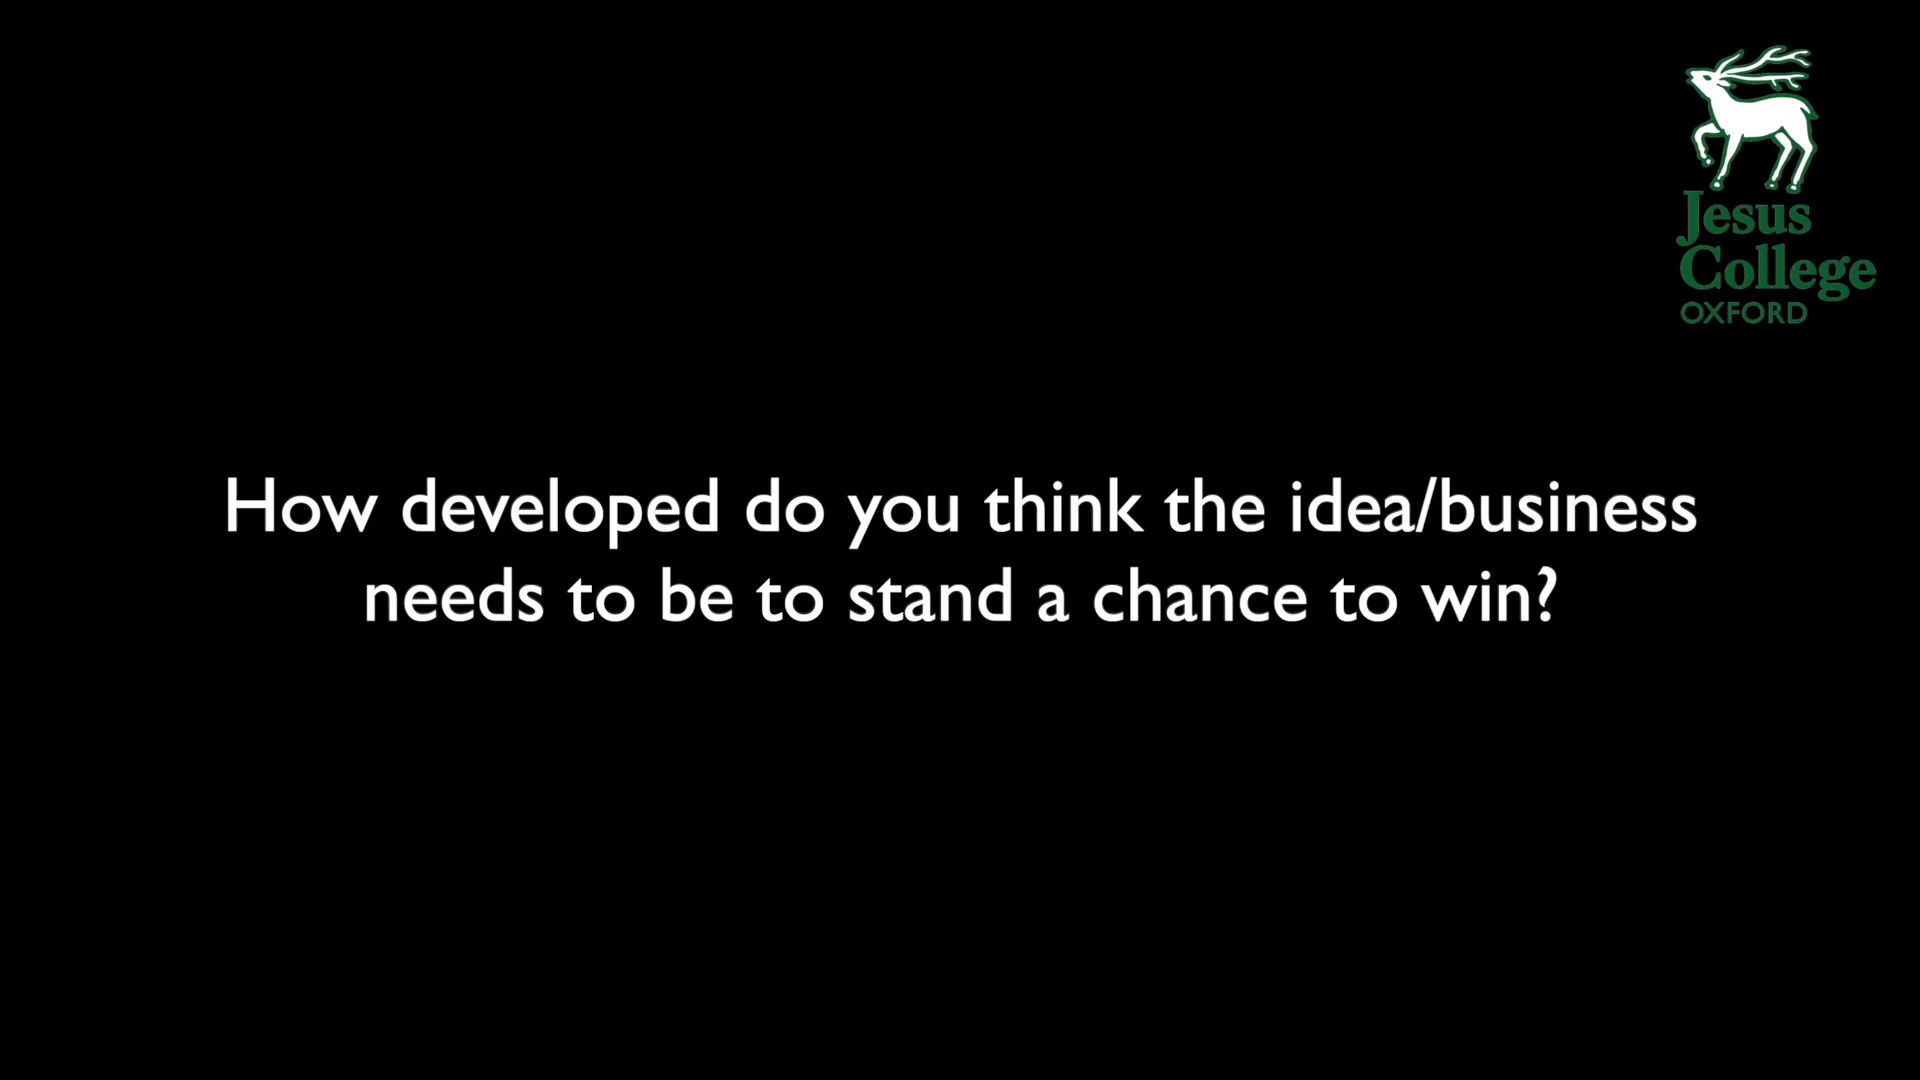 Jesus
College
OXFORD
How developed do you think the idea/business
needs to be to stand a chance to win?